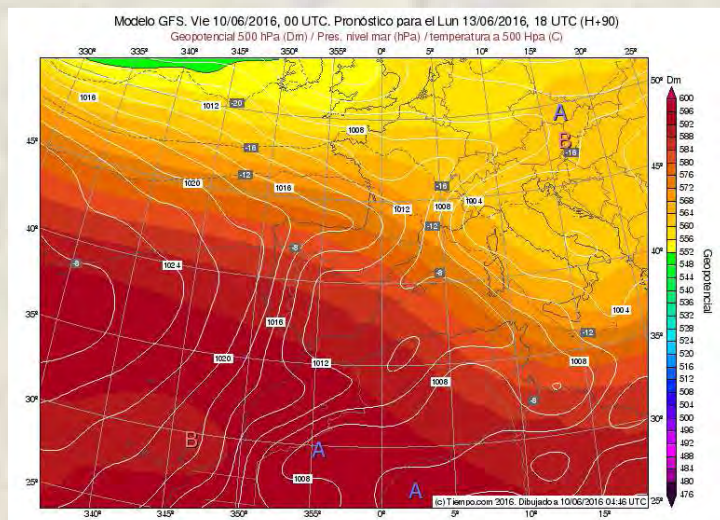 Modelo GFS. Vie 10/06/2016, 00 UTC. Pronóstico para el Lun 13/06/2016, 18 UTC (H+90)
Geopotencial 500 hPa (Dm) / Pres. nivel mar (hPa) / temperatura a 500 Hpa (C)
330º 335º 340º 345º 350º 355º 0º 5º 10º 15º 20º 25º
50º Dm
1016
1012
-20
A
1008
B
45º
-16
-16
45º
-12
1016
-16
1020
1004
1012
1008
40º
-12
-8
40º
-8
1024
-8
1004
35º
1016
-12
35º
1020
1012
1008
1008
30º
-8
30º
B
A
25º
1008
A
25º
(c) Tiempo.com 2016. Dibujado a 10/06/2016 04:46 UTC
340º 345º 350º 355º 0º 5º 10º 15º
600
596
592
588
584
580
576
572
568
564
560
556
552
548
544
540
536
532
528
524
520
516
512
508
504
500
496
492
488
484
480
476
Geopotencial